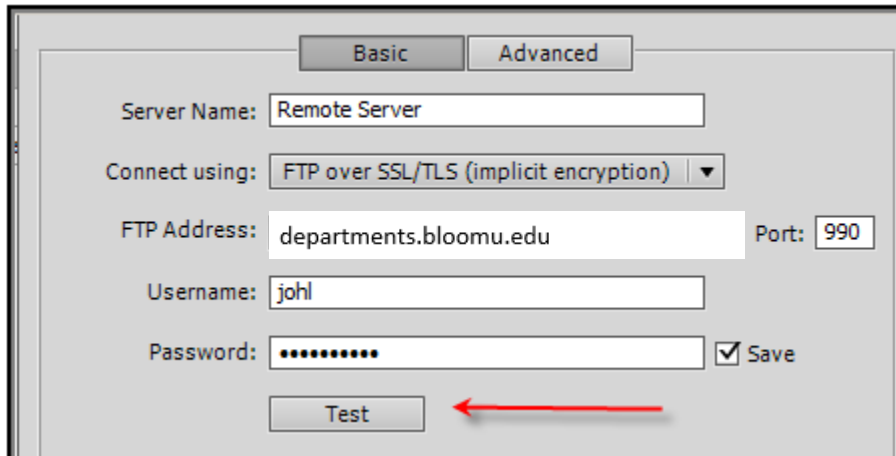 Basic Advanced
Server Name: Remote Server
Connect using: FTP over SSL/TLS (implicit encryption)
FTP Address: departments.bloomu.edu Port: 990
Username: johl
Password: •••••••••• Save
Test